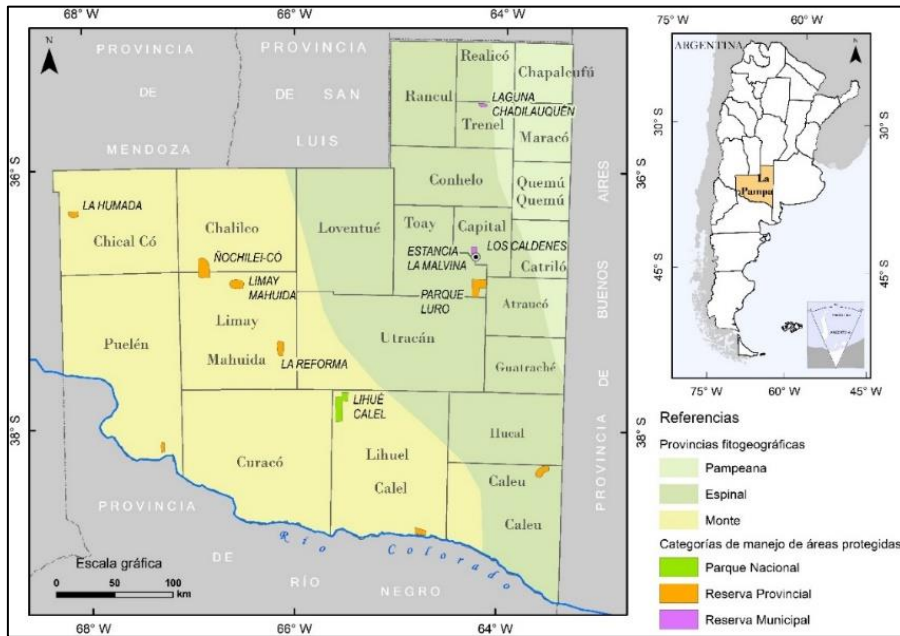 68° W
66° W
64° W
N
PROVINCIA
DE
MENDOZA
PROVINCIA
DE SAN
LUIS
Realicó
Chapaleufú
Rancul
LAGUNA
CHADILAUQUÉN
Trenel
Maracó
36° S
36° S
Conhelo
Quemú
Quemú
LA HUMADA
Chical Có
Chalilco
Loventué
Toay
Capital
LOS CALDENES
ESTANCIA
LA MALVINA
Catriló
ÑOCHILEI-CÓ
LIMAY
MAHUIDA
PARQUE
LURO
Atraucó
Puelén
Limay
Mahuida
Utracán
LA REFORMA
Guatraché
LIHUÉ
CALEL
38° S
38° S
Hucal
Curacó
Lihuel
Calel
Caleu
Caleu
PROVINCIA
DE
RÍO
NEGRO
Río Colorado
PROVINCIA DE BUENOS AIRES
Escala gráfica
0 50 100
km
68° W
66° W
64° W
75° W
60° W
ARGENTINA
N
30° S
30° S
La
Pampa
45° S
45° S
75° W
60° W
45° W
Referencias
Provincias fitogeográficas
Pampeana
Espinal
Monte
Categorías de manejo de áreas protegidas
Parque Nacional
Reserva Provincial
Reserva Municipal